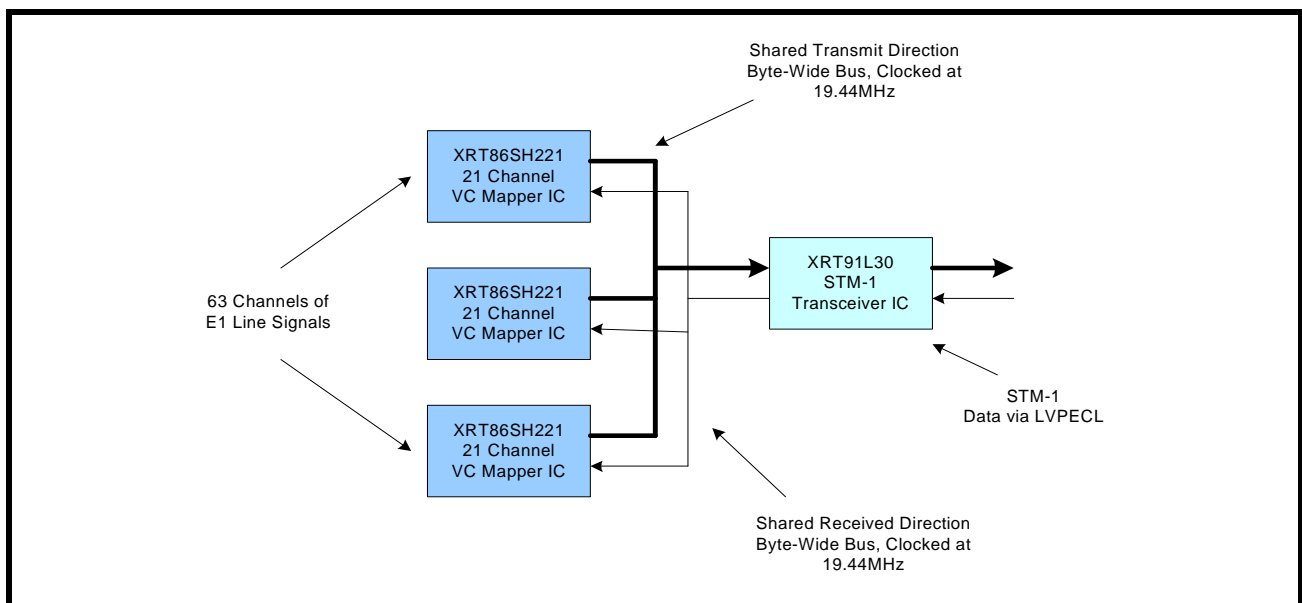 Shared Transmit Direction
Byte-Wide Bus, Clocked at
19.44MHz
XRT86SH221
21 Channel
VC Mapper IC
XRT86SH221
21 Channel
VC Mapper IC
XRT86SH221
21 Channel
VC Mapper IC
63 Channels of
E1 Line Signals
XRT91L30
STM-1
Transceiver IC
STM-1
Data via LVPECL
Shared Received Direction
Byte-Wide Bus, Clocked at
19.44MHz